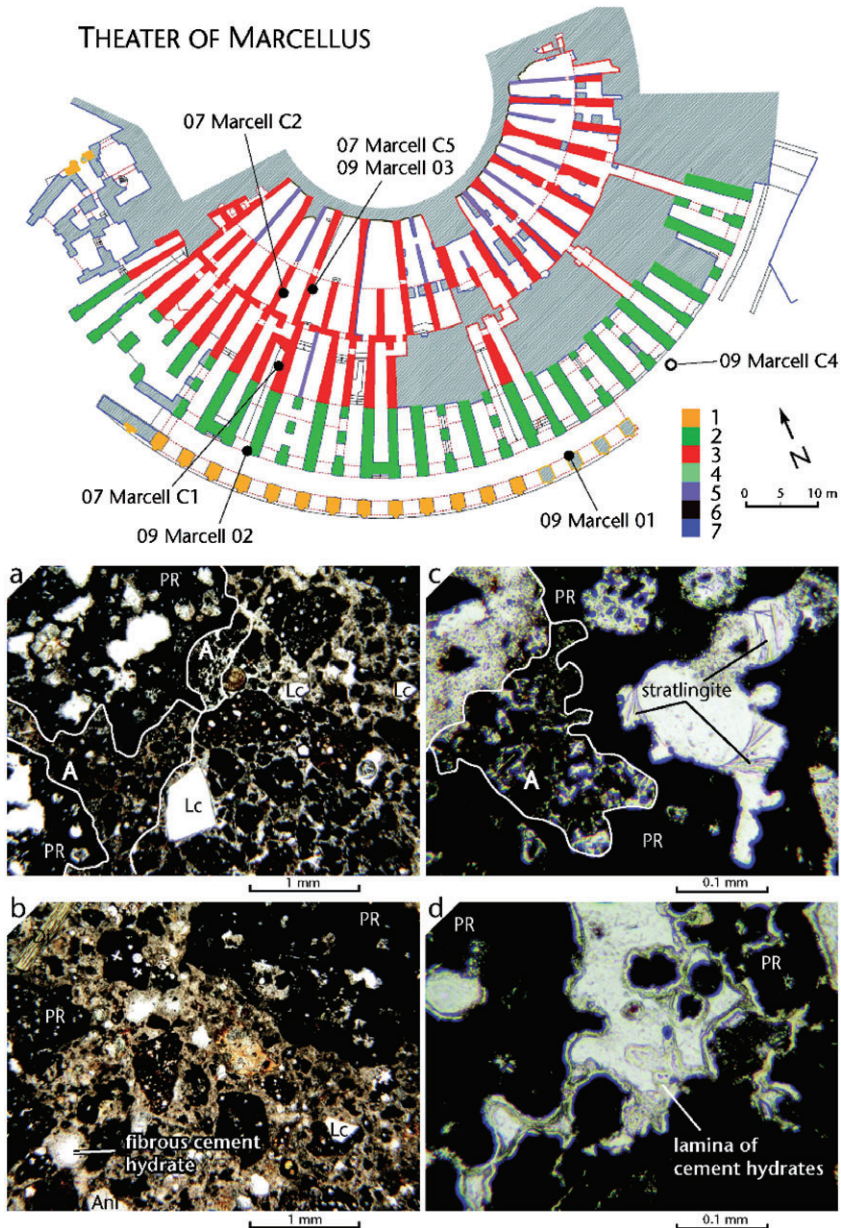 THEATER OF MARCELLUS
07 Marcell C2
07 Marcell C5
09 Marcell 03
09 Marcell C4
1
2
3
4
5
6
7
N
0 5 10 m
07 Marcell C1
09 Marcell 02
09 Marcell 01
a
PR
A
Lc
Lc
A
Lc
PR
1 mm
c
PR
stratlingite
A
PR
0.1 mm
b
PR
PR
Lc
fibrous cement
hydrate
Anl
1 mm
d
PR
PR
lamina of
cement hydrates
0.1 mm